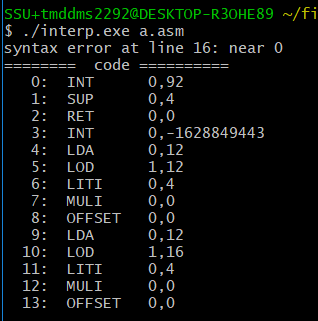 SSU+tmddms2292@DESKTOP-R3OHE89 ~/fi
$ ./interp.exe a.asm
syntax error at line 16: near 0
======== code ==========
0: INT 0,92
1: SUP 0,4
2: RET 0,0
3: INT 0,-1628849443
4: LDA 0,12
5: LOD 1,12
6: LITI 0,4
7: MULI 0,0
8: OFFSET 0,0
9: LDA 0,12
10: LOD 1,16
11: LITI 0,4
12: MULI 0,0
13: OFFSET 0,0